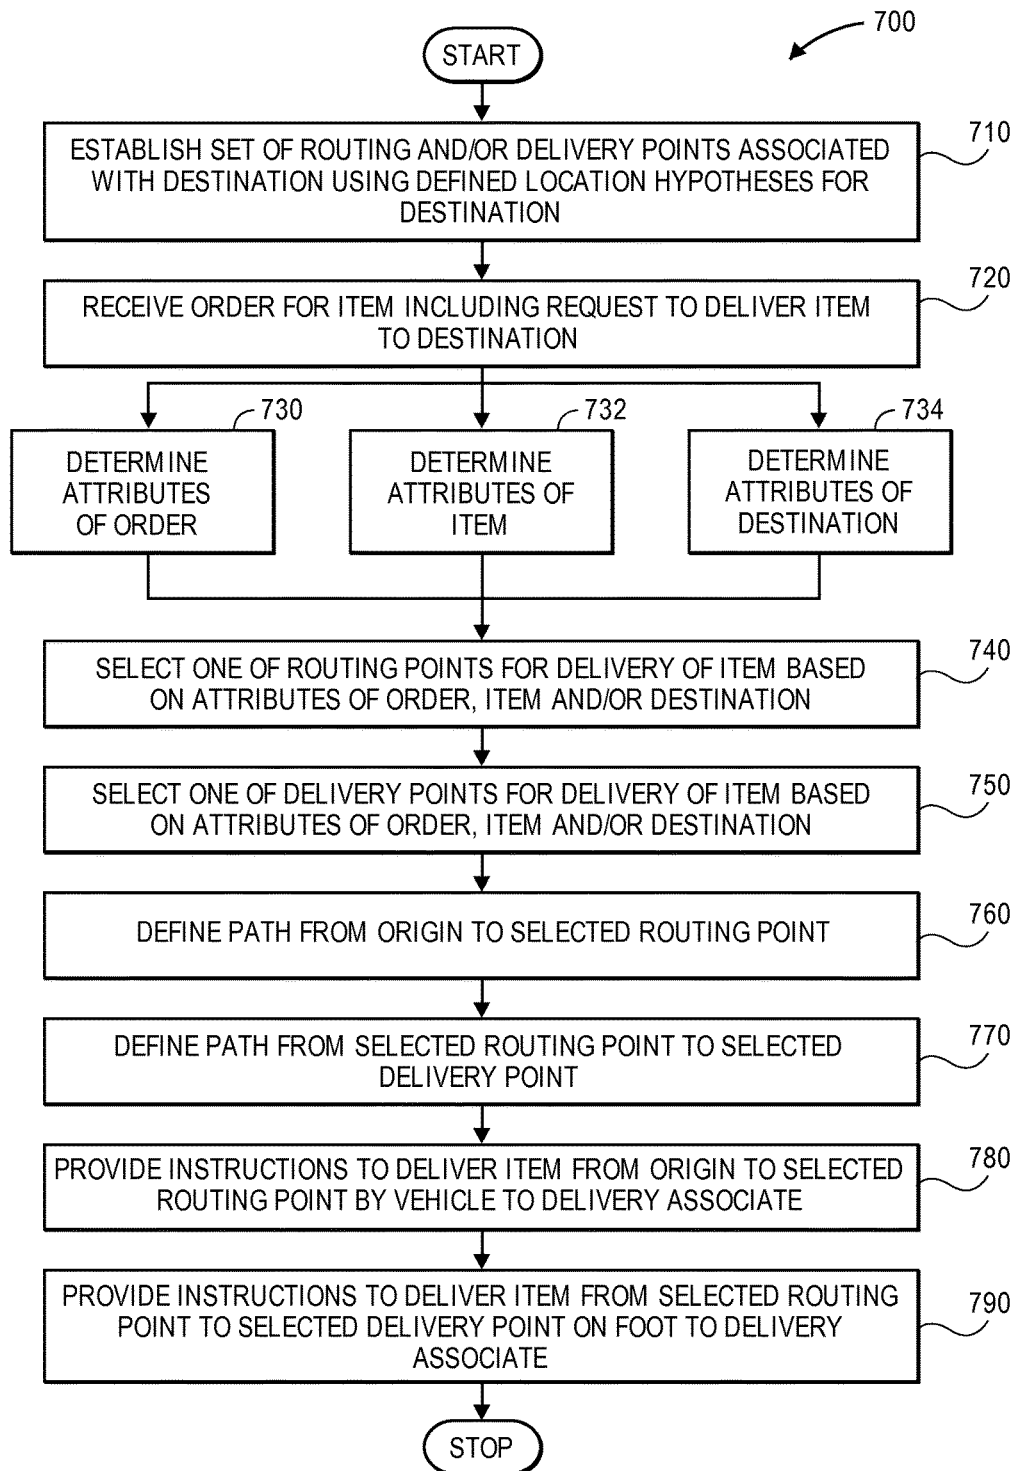 700
START
710
ESTABLISH SET OF ROUTING AND/OR DELIVERY POINTS ASSOCIATED
WITH DESTINATION USING DEFINED LOCATION HYPOTHESES FOR
DESTINATION
720
RECEIVE ORDER FOR ITEM INCLUDING REQUEST TO DELIVER ITEM
TO DESTINATION
730
DETERMINE
ATTRIBUTES
OF ORDER
732
DETERMINE
ATTRIBUTES OF
ITEM
734
DETERMINE
ATTRIBUTES OF
DESTINATION
740
SELECT ONE OF ROUTING POINTS FOR DELIVERY OF ITEM BASED
ON ATTRIBUTES OF ORDER, ITEM AND/OR DESTINATION
750
SELECT ONE OF DELIVERY POINTS FOR DELIVERY OF ITEM BASED
ON ATTRIBUTES OF ORDER, ITEM AND/OR DESTINATION
760
DEFINE PATH FROM ORIGIN TO SELECTED ROUTING POINT
770
DEFINE PATH FROM SELECTED ROUTING POINT TO SELECTED
DELIVERY POINT
780
PROVIDE INSTRUCTIONS TO DELIVER ITEM FROM ORIGIN TO SELECTED
ROUTING POINT BY VEHICLE TO DELIVERY ASSOCIATE
790
PROVIDE INSTRUCTIONS TO DELIVER ITEM FROM SELECTED ROUTING
POINT TO SELECTED DELIVERY POINT ON FOOT TO DELIVERY
ASSOCIATE
STOP